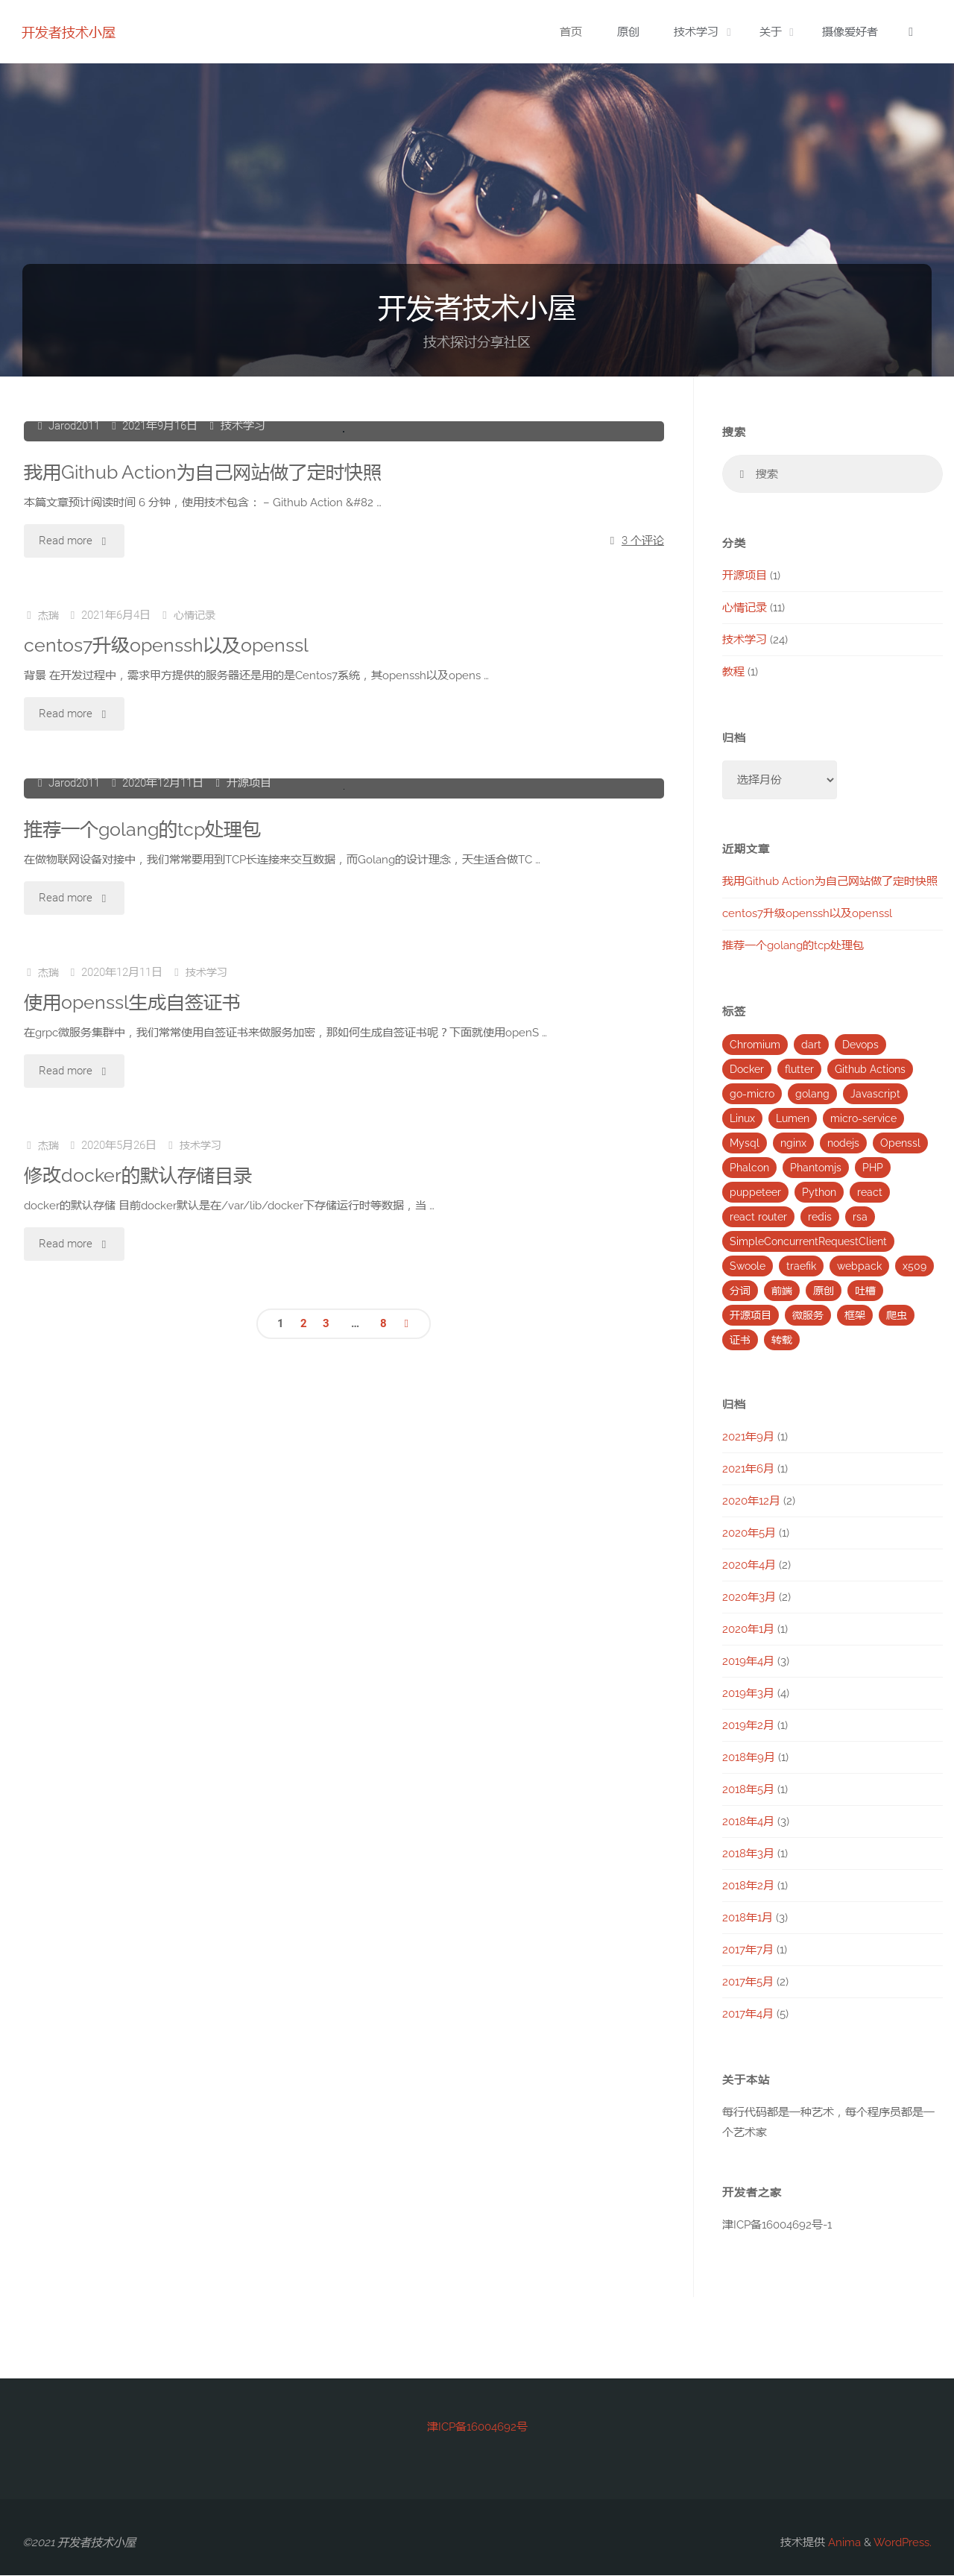 开发者技术小屋
首页 原创 技术学习 关于 摄像爱好者
开发者技术小屋
技术探讨分享社区
Jarod2011 2021年9月16日 技术学习
我用Github Action为自己网站做了定时快照
本篇文章预计阅读时间 6 分钟，使用技术包含： – Github Action &#82 …
Read more
3 个评论
杰瑞 2021年6月4日 心情记录
centos7升级openssh以及openssl
背景 在开发过程中，需求甲方提供的服务器还是用的是Centos7系统，其openssh以及opens …
Read more
Jarod2011 2020年12月11日 开源项目
推荐一个golang的tcp处理包
在做物联网设备对接中，我们常常要用到TCP长连接来交互数据，而Golang的设计理念，天生适合做TC …
Read more
杰瑞 2020年12月11日 技术学习
使用openssl生成自签证书
在grpc微服务集群中，我们常常使用自签证书来做服务加密，那如何生成自签证书呢？下面就使用openS …
Read more
杰瑞 2020年5月26日 技术学习
修改docker的默认存储目录
docker的默认存储 目前docker默认是在/var/lib/docker下存储运行时等数据，当 …
Read more
1 2 3 … 8
搜索
搜索
分类
开源项目 (1)
心情记录 (11)
技术学习 (24)
教程 (1)
归档
选择月份
近期文章
我用Github Action为自己网站做了定时快照
centos7升级openssh以及openssl
推荐一个golang的tcp处理包
标签
Chromium dart Devops
Docker flutter Github Actions
go-micro golang Javascript
Linux Lumen micro-service
Mysql nginx nodejs Openssl
Phalcon Phantomjs PHP
puppeteer Python react
react router redis rsa
SimpleConcurrentRequestClient
Swoole traefik webpack x509
分词 前端 原创 吐槽
开源项目 微服务 框架 爬虫
证书 转载
归档
2021年9月 (1)
2021年6月 (1)
2020年12月 (2)
2020年5月 (1)
2020年4月 (2)
2020年3月 (2)
2020年1月 (1)
2019年4月 (3)
2019年3月 (4)
2019年2月 (1)
2018年9月 (1)
2018年5月 (1)
2018年4月 (3)
2018年3月 (1)
2018年2月 (1)
2018年1月 (3)
2017年7月 (1)
2017年5月 (2)
2017年4月 (5)
关于本站
每行代码都是一种艺术，每个程序员都是一
个艺术家
开发者之家
津ICP备16004692号-1
津ICP备16004692号
©2021 开发者技术小屋
技术提供 Anima & WordPress.